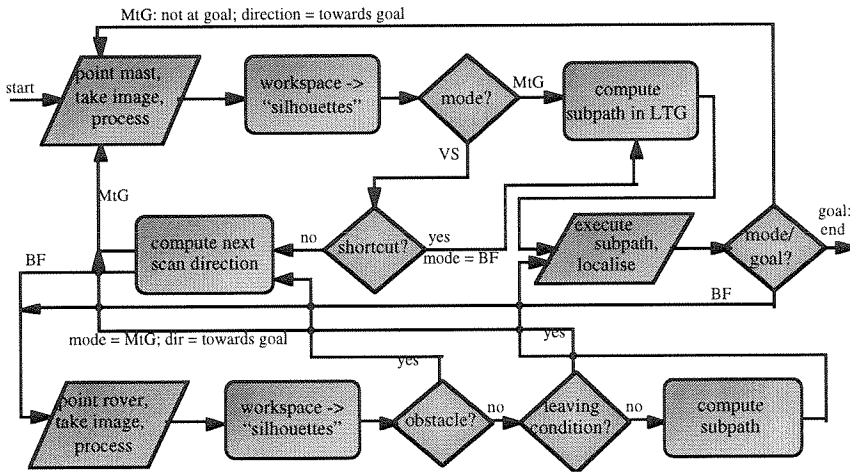 MtG: not at goal; direction = towards goal
start
point mast,
take image,
process
workspace ->
“silhouettes”
mode?
MtG
compute
subpath in LTG
VS
MtG
compute next
scan direction
no
shortcut?
yes
mode = BF
execute
subpath,
localise
mode/
goal?
goal:
end
BF
BF
mode = MtG; dir = towards goal
yes
yes
point rover,
take image,
process
workspace ->
“silhouettes”
obstacle?
no
leaving
condition?
no
compute
subpath